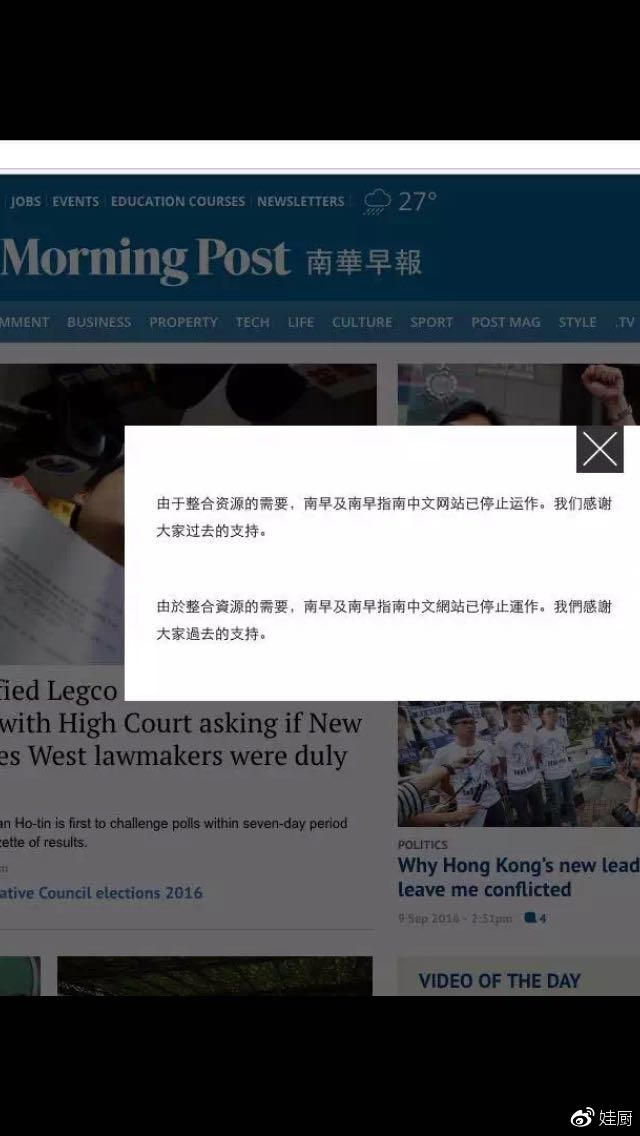 JOBS EVENTS EDUCATION COURSES NEWSLETTERS 27°
Morning Post 南華早報
MMENT BUSINESS PROPERTY TECH LIFE CULTURE SPORT POST MAG STYLE .TV
由于整合资源的需要，南早及南早指南中文网站已停止运作。我们感谢
大家过去的支持。
由於整合資源的需要，南早及南早指南中文網站已停止運作。我們感謝
大家過去的支持。
fied Legco
with High Court asking if New
es West lawmakers were duly
an Ho-tin is first to challenge polls within seven-day period
zette of results.
ative Council elections 2016
POLITICS
Why Hong Kong's new lead
leave me conflicted
9 Sep 2016 - 2:31pm 4
VIDEO OF THE DAY
娃厨